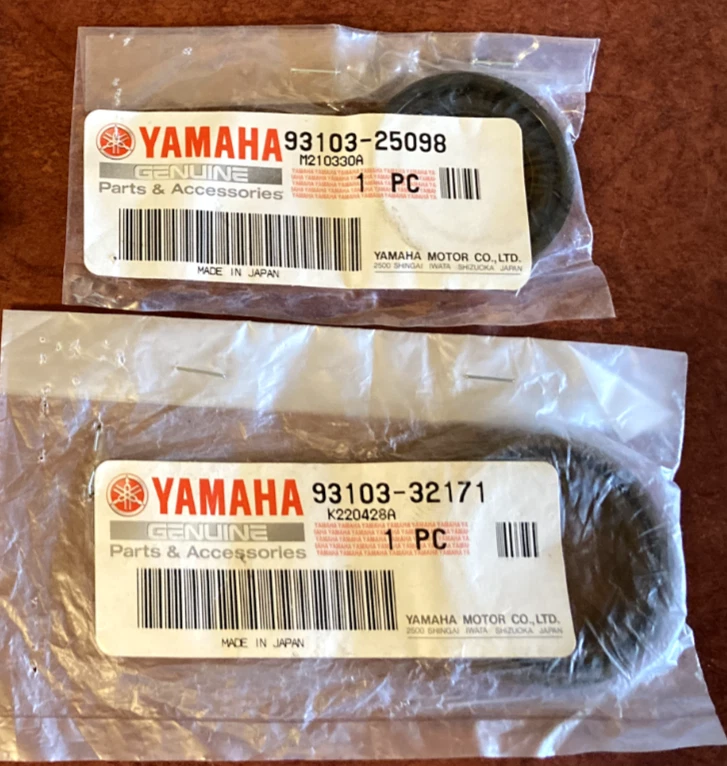 YAMAHA 93103-25098
M210330A
GENUINE
Parts & Accessories
1 PC
YAMAHA MOTOR CO.,LTD.
2500 SHINGAI IWATA SHIZUOKA JAPAN
MADE IN JAPAN
YAMAHA 93103-32171
K220428A
GENUINE
Parts & Accessories
1 PC
YAMAHA MOTOR CO.,LTD.
2500 SHINGAI IWATA SHIZUOKA JAPAN
MADE IN JAPAN